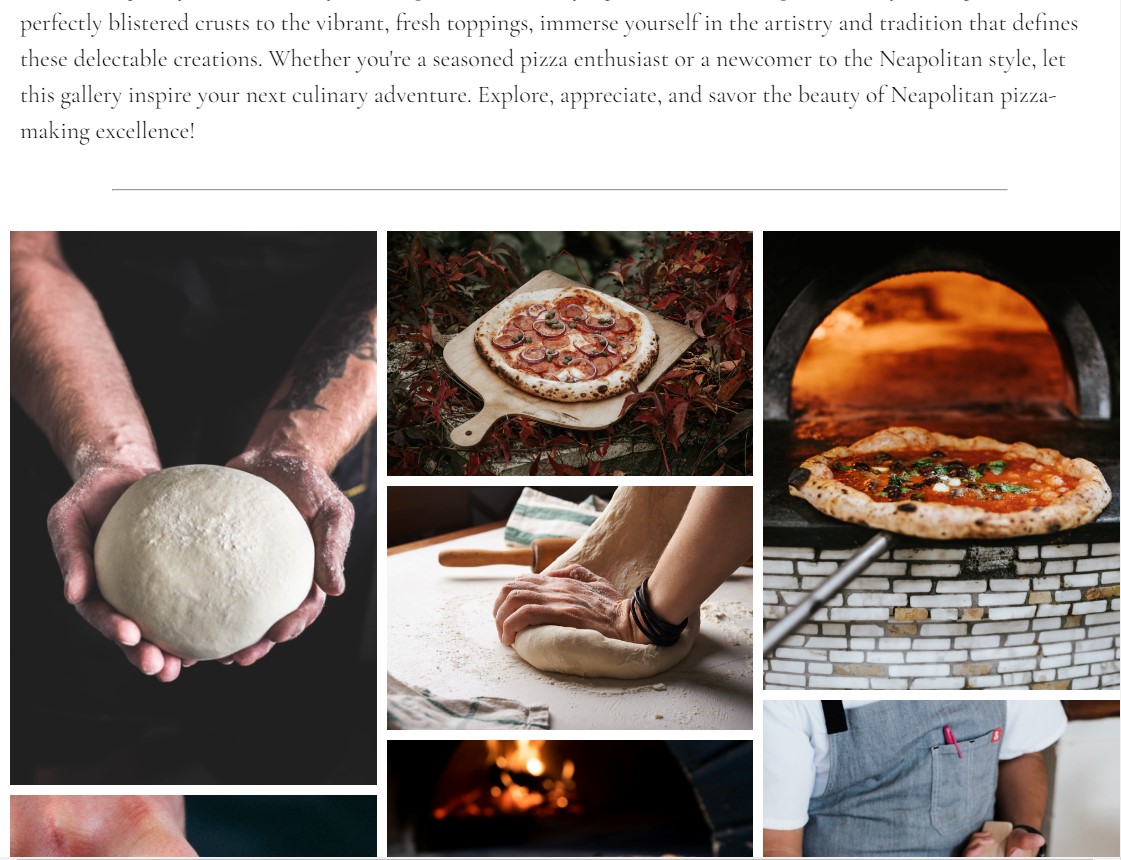 perfectly blistered crusts to the vibrant, fresh toppings, immerse yourself in the artistry and tradition that defines
these delectable creations. Whether you're a seasoned pizza enthusiast or a newcomer to the Neapolitan style, let
this gallery inspire your next culinary adventure. Explore, appreciate, and savor the beauty of Neapolitan pizza-
making excellence!